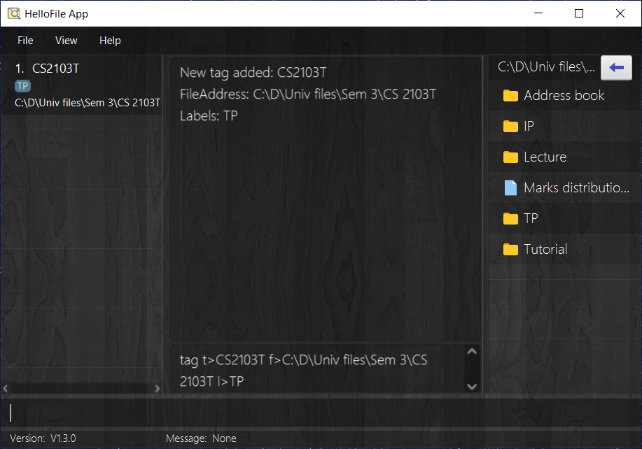 HelloFile App
File View Help
1. CS2103T
TP
C:\D\Univ files\Sem 3\CS 2103T
New tag added: CS2103T
FileAddress: C:\D\Univ files\Sem 3\CS 2103T
Labels: TP
tag t>CS2103T f>C:\D\Univ files\Sem 3\CS
2103T l>TP
C:\D\Univ files\...
Address book
IP
Lecture
Marks distributio...
TP
Tutorial
Version: V1.3.0 Message: None